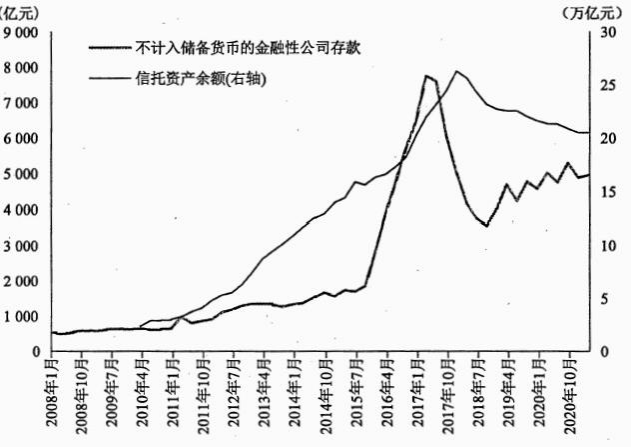 (亿元)
(万亿元)
9 000
8 000
7 000
6 000
5 000
4 000
3 000
2 000
1 000
0
30
25
20
15
10
5
0
不计入储备货币的金融性公司存款
信托资产余额(右轴)
2008年1月
2008年10月
2009年7月
2010年4月
2011年1月
2011年10月
2012年7月
2013年4月
2014年1月
2014年10月
2015年7月
2016年4月
2017年1月
2017年10月
2018年7月
2019年4月
2020年1月
2020年10月